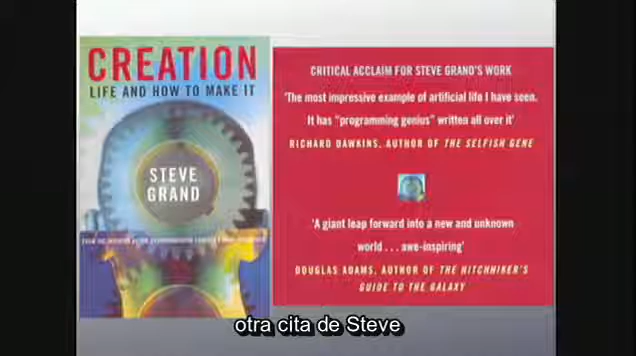 CREATION
LIFE AND HOW TO MAKE IT
STEVE
GRAND
CRITICAL ACCLAIM FOR STEVE GRAND'S WORK
'The most impressive example of artificial life I have seen.
It has "programming genius" written all over it'
RICHARD DAWKINS, AUTHOR OF THE SELFISH GENE
'A giant leap forward into a new and unknown
world . . . awe-inspiring'
DOUGLAS ADAMS, AUTHOR OF THE HITCHHIKER'S
GUIDE TO THE GALAXY
otra cita de Steve